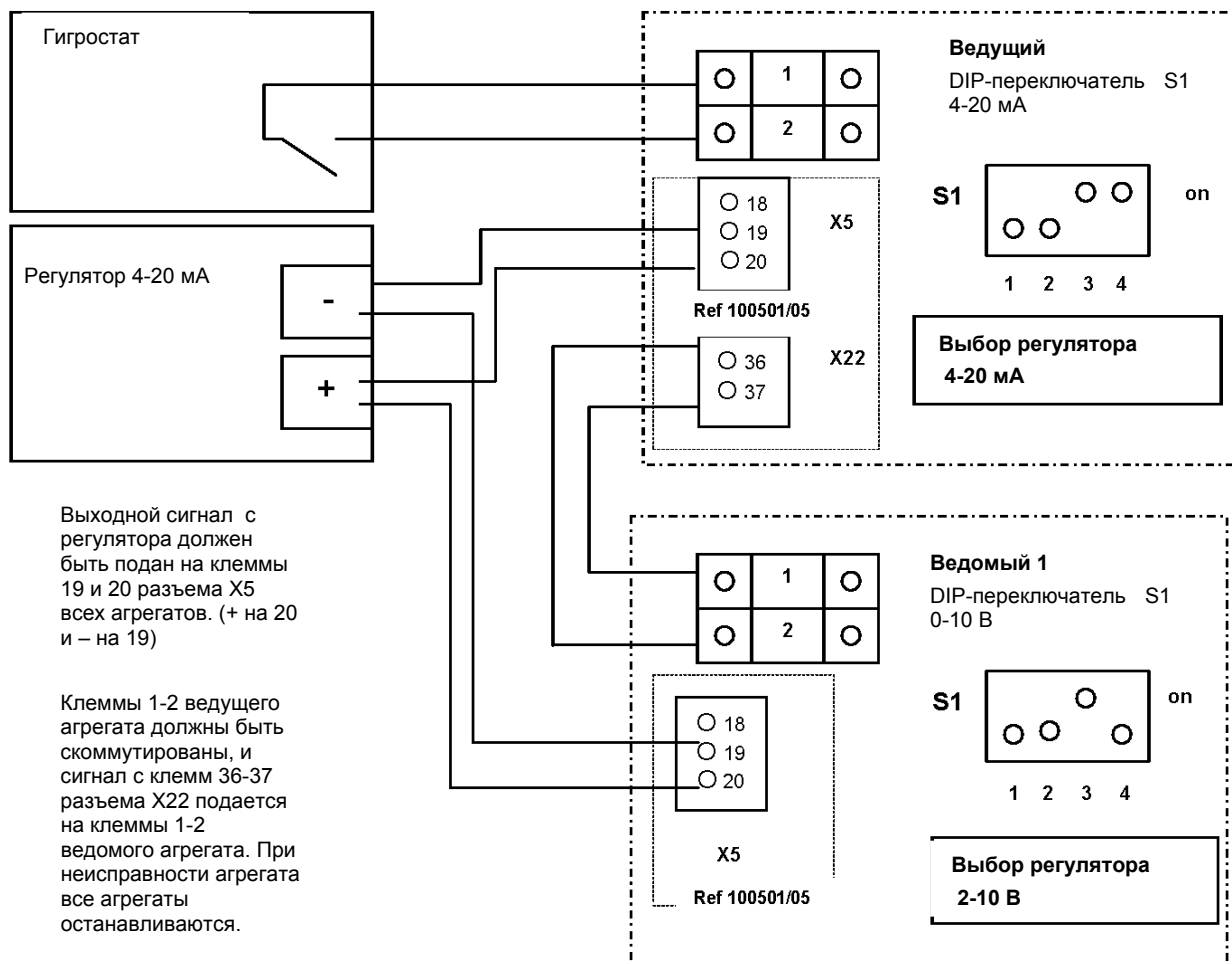 Гигростат
1
2
Ведущий
DIP-переключатель S1
4-20 мА
18
19
20
X5
Ref 100501/05
S1
on
1 2 3 4
Регулятор 4-20 мА
-
+
36
37
X22
Выбор регулятора
4-20 мА
Выходной сигнал с
регулятора должен
быть подан на клеммы
19 и 20 разъема X5
всех агрегатов. (+ на 20
и – на 19)
Клеммы 1-2 ведущего
агрегата должны быть
скоммутированы, и
сигнал с клемм 36-37
разъема X22 подается
на клеммы 1-2
ведомого агрегата. При
неисправности агрегата
все агрегаты
останавливаются.
1
2
Ведомый 1
DIP-переключатель S1
0-10 В
18
19
20
X5
Ref 100501/05
S1
on
1 2 3 4
Выбор регулятора
2-10 В